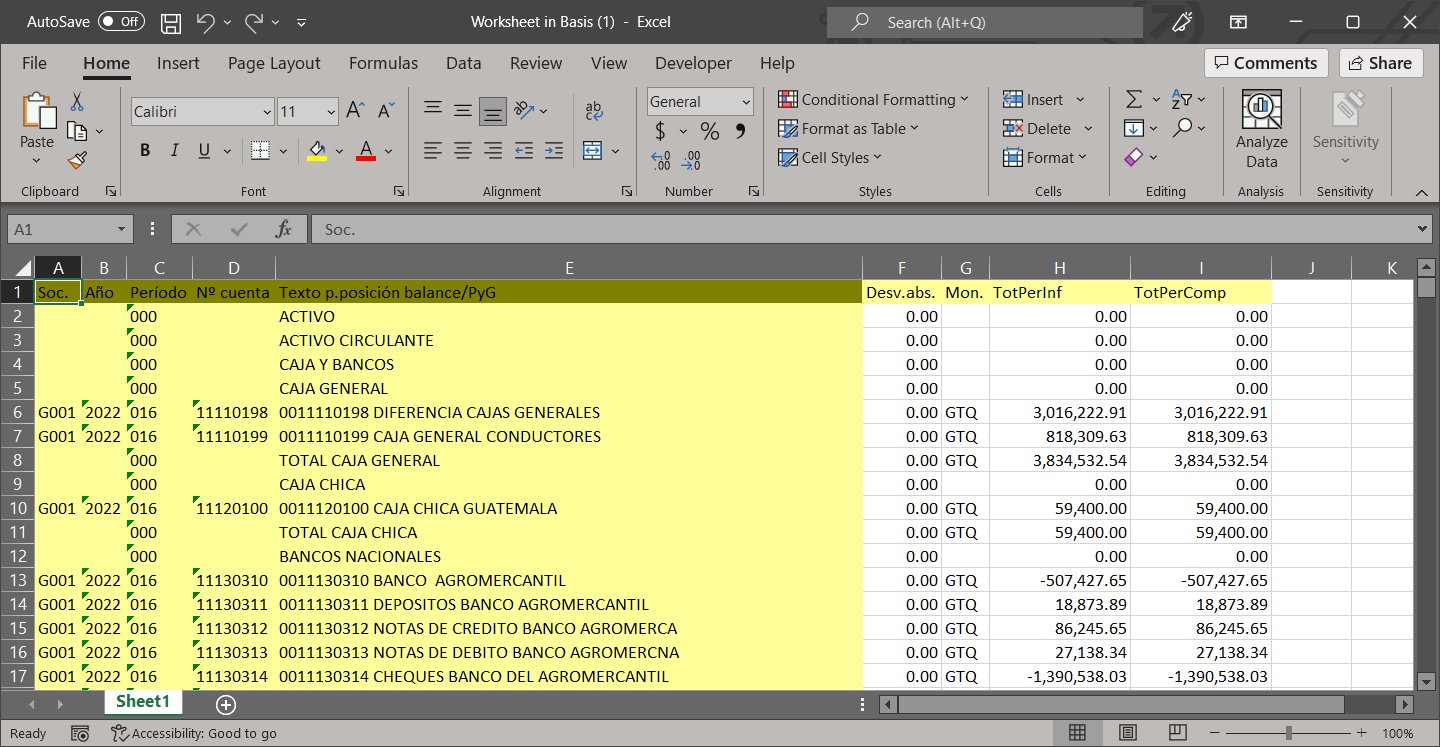 AutoSave Off Worksheet in Basis (1) - Excel Search (Alt+Q)
File Home Insert Page Layout Formulas Data Review View Developer Help Comments Share
Paste
Clipboard
Calibri 11
B I U A
Font
ab
Alignment
General
$ % 9
Number
Conditional Formatting
Format as Table
Cell Styles
Styles
Insert
Delete
Format
Cells
Editing
Analyze
Data
Analysis
Sensitivity
Sensitivity
A1 fx Soc.
A B C D E F G H I J K
1 Soc. Año Período Nº cuenta Texto p.posición balance/PyG Desv.abs. Mon. TotPerInf TotPerComp
2 000 ACTIVO 0.00 0.00 0.00
3 000 ACTIVO CIRCULANTE 0.00 0.00 0.00
4 000 CAJA Y BANCOS 0.00 0.00 0.00
5 000 CAJA GENERAL 0.00 0.00 0.00
6 G001 2022 016 11110198 0011110198 DIFERENCIA CAJAS GENERALES 0.00 GTQ 3,016,222.91 3,016,222.91
7 G001 2022 016 11110199 0011110199 CAJA GENERAL CONDUCTORES 0.00 GTQ 818,309.63 818,309.63
8 000 TOTAL CAJA GENERAL 0.00 GTQ 3,834,532.54 3,834,532.54
9 000 CAJA CHICA 0.00 0.00 0.00
10 G001 2022 016 11120100 0011120100 CAJA CHICA GUATEMALA 0.00 GTQ 59,400.00 59,400.00
11 000 TOTAL CAJA CHICA 0.00 GTQ 59,400.00 59,400.00
12 000 BANCOS NACIONALES 0.00 0.00 0.00
13 G001 2022 016 11130310 0011130310 BANCO  AGROMERCANTIL 0.00 GTQ -507,427.65 -507,427.65
14 G001 2022 016 11130311 0011130311 DEPOSITOS BANCO AGROMERCANTIL 0.00 GTQ 18,873.89 18,873.89
15 G001 2022 016 11130312 0011130312 NOTAS DE CREDITO BANCO AGROMERCA 0.00 GTQ 86,245.65 86,245.65
16 G001 2022 016 11130313 0011130313 NOTAS DE DEBITO BANCO AGROMERCNA 0.00 GTQ 27,138.34 27,138.34
17 G001 2022 016 11130314 0011130314 CHEQUES BANCO DEL AGROMERCANTIL 0.00 GTQ -1,390,538.03 -1,390,538.03
Sheet1
Ready Accessibility: Good to go 100%